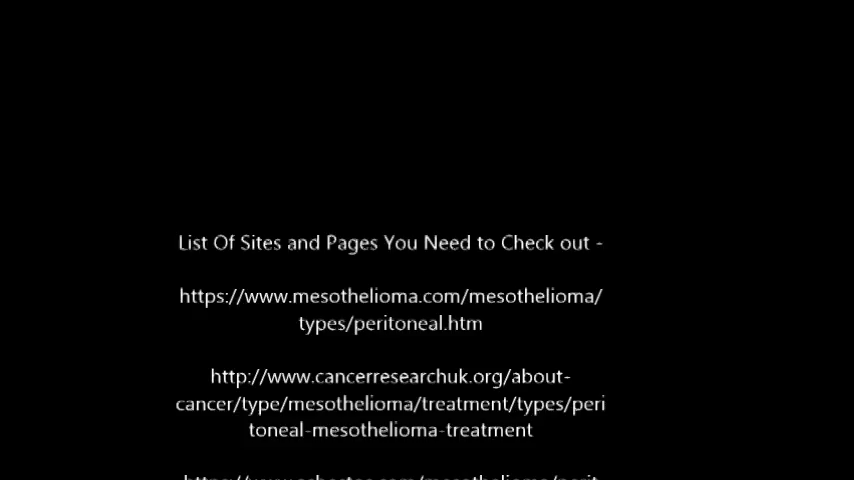 List Of Sites and Pages You Need to Check out -
https://www.mesothelioma.com/mesothelioma/
types/peritoneal.htm
http://www.cancerresearchuk.org/about-
cancer/type/mesothelioma/treatment/types/peri
toneal-mesothelioma-treatment